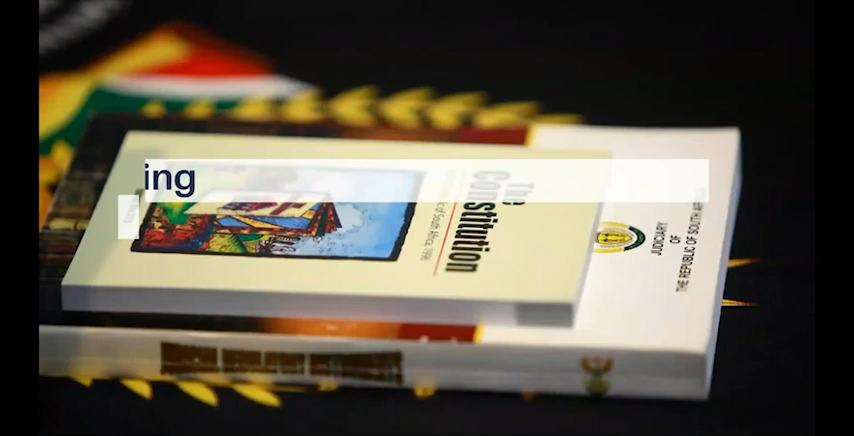 ing
The
Constitution
of South Africa, 1996
JUDICIARY
OF
THE REPUBLIC OF SOUTH AFRICA